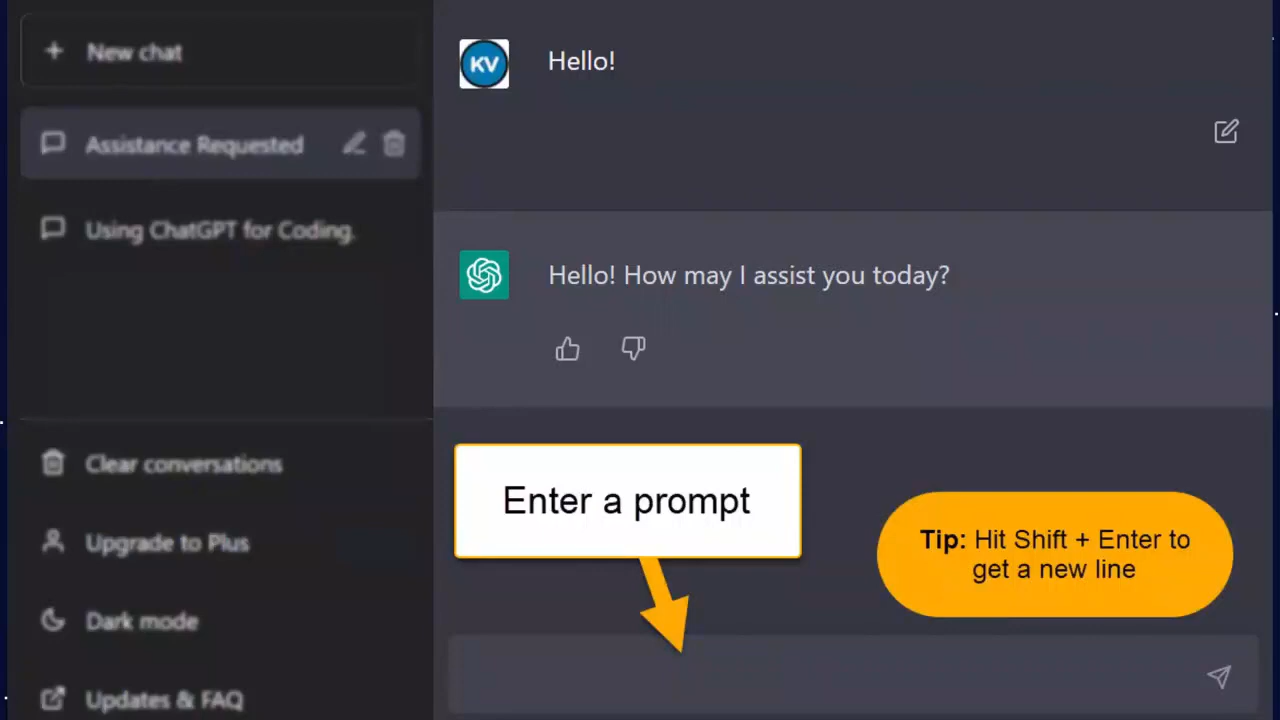 New chat
Assistance Requested
Using ChatGPT for Coding.
Clear conversations
Upgrade to Plus
Dark mode
Updates & FAQ
KV
Hello!
Hello! How may I assist you today?
Enter a prompt
Tip: Hit Shift + Enter to
get a new line